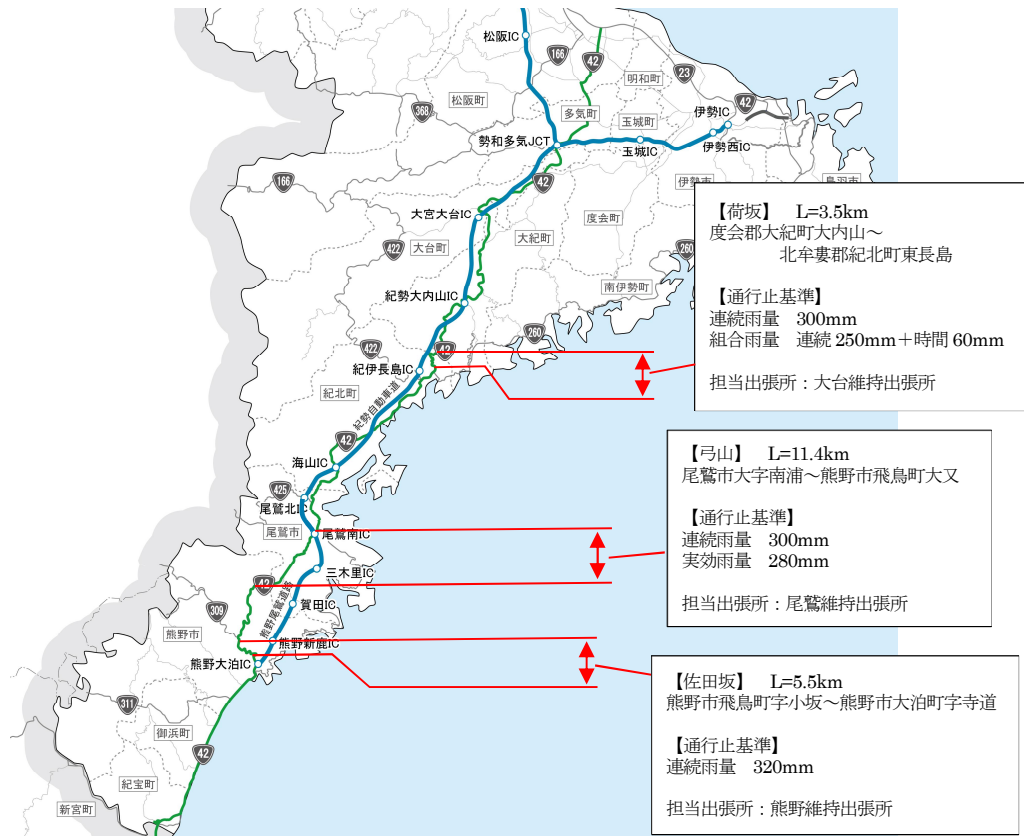 松阪IC
166
42
23
明和町
松阪町
368
多気町
伊勢IC
42
玉城町
勢和多気JCT
玉城IC
伊勢西IC
166
42
伊勢市
鳥羽市
大宮大台IC
度会町
大紀町
422
大台町
260
南伊勢町
紀勢大内山IC
260
422
42
紀伊長島IC
紀北町
紀勢自動車道
42
海山IC
425
尾鷲北IC
尾鷲市
尾鷲南IC
三木里IC
42
賀田IC
熊野尾鷲道路
309
熊野市
熊野新鹿IC
熊野大泊IC
311
御浜町
42
紀宝町
新宮町
【荷坂】 L=3.5km
度会郡大紀町大内山~
北牟婁郡紀北町東長島
【通行止基準】
連続雨量 300mm
組合雨量 連続250mm+時間60mm
担当出張所:大台維持出張所
【弓山】 L=11.4km
尾鷲市大字南浦~熊野市飛鳥町大又
【通行止基準】
連続雨量 300mm
実効雨量 280mm
担当出張所:尾鷲維持出張所
【佐田坂】 L=5.5km
熊野市飛鳥町字小坂~熊野市大泊町字寺道
【通行止基準】
連続雨量 320mm
担当出張所:熊野維持出張所